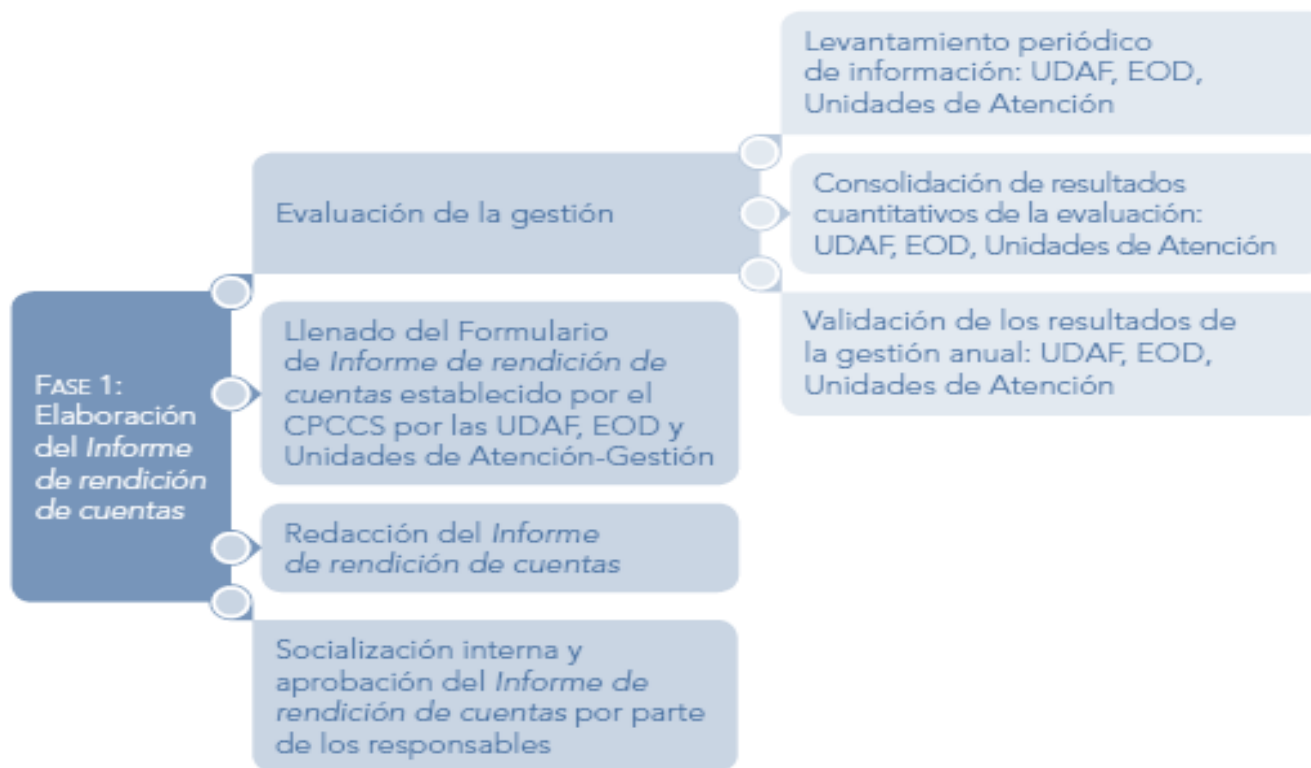 FASE 1:
Elaboración
del Informe
de rendición
de cuentas
Evaluación de la gestión
Levantamiento periódico
de información: UDAF, EOD,
Unidades de Atención
Consolidación de resultados
cuantitativos de la evaluación:
UDAF, EOD, Unidades de Atención
Validación de los resultados de
la gestión anual: UDAF, EOD,
Unidades de Atención
Llenado del Formulario
de Informe de rendición de
cuentas establecido por el
CPCCS por las UDAF, EOD y
Unidades de Atención-Gestión
Redacción del Informe
de rendición de cuentas
Socialización interna y
aprobación del Informe de
rendición de cuentas por parte
de los responsables